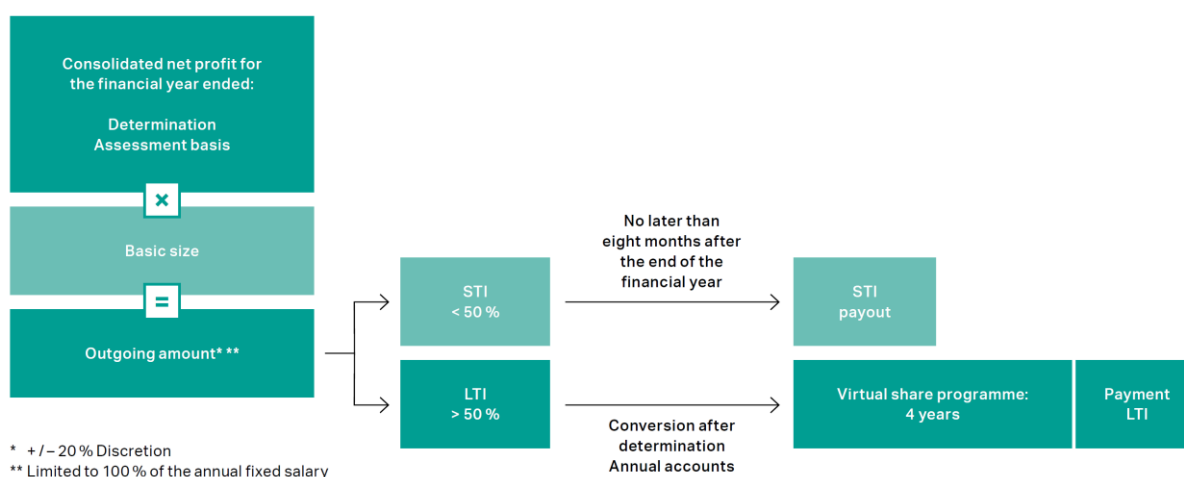 Consolidated net profit for
the financial year ended:
Determination
Assessment basis
×
Basic size
=
Outgoing amount* **
STI
< 50 %
LTI
> 50 %
No later than
eight months after
the end of the
financial year
Conversion after
determination
Annual accounts
STI
payout
Virtual share programme:
4 years
Payment
LTI
* + / – 20 % Discretion
** Limited to 100 % of the annual fixed salary